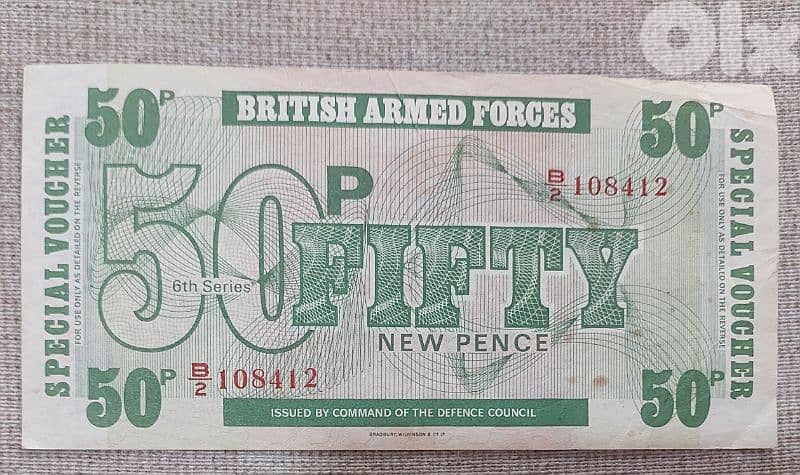 olx
50P
BRITISH ARMED FORCES
50P
SPECIAL VOUCHER
FOR USE ONLY AS DETAILED ON THE REVERSE
50P
B/2 108412
6th Series
FIFTY
NEW PENCE
SPECIAL VOUCHER
FOR USE ONLY AS DETAILED ON THE REVERSE
50P
B/2 108412
ISSUED BY COMMAND OF THE DEFENCE COUNCIL
50P
BRADBURY, WILKINSON & Cº Lº